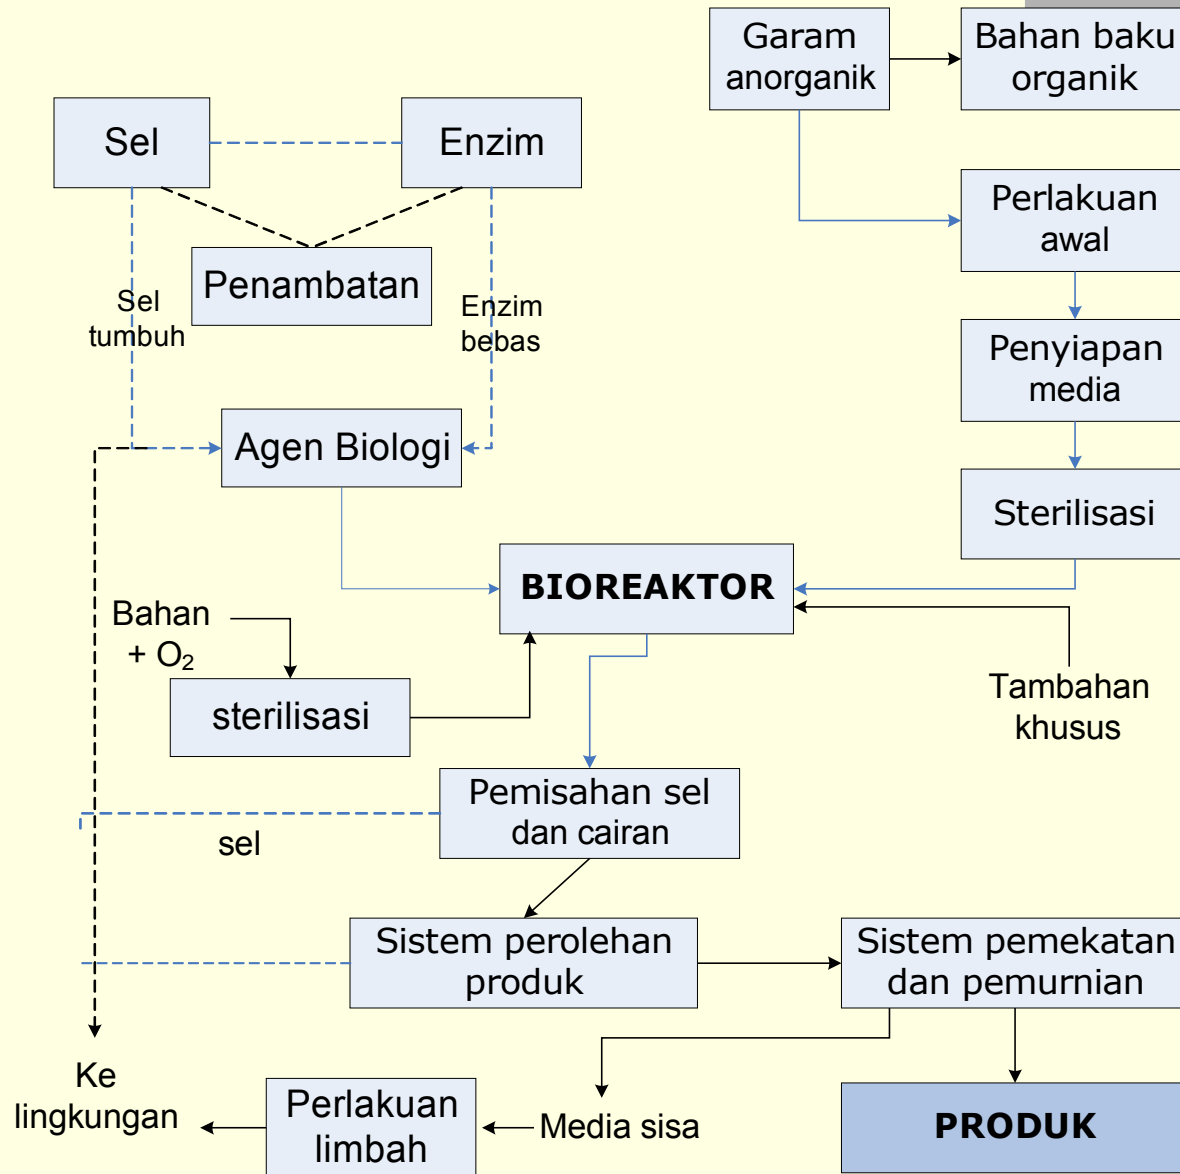 Garam
anorganik
Bahan baku
organik
Sel
Enzim
Perlakuan
awal
Penambatan
Sel
tumbuh
Enzim
bebas
Penyiapan
media
Agen Biologi
Sterilisasi
BIOREAKTOR
Bahan
+ O₂
sterilisasi
Tambahan
khusus
Pemisahan sel
dan cairan
sel
Sistem perolehan
produk
Sistem pemekatan
dan pemurnian
Ke
lingkungan
Perlakuan
limbah
Media sisa
PRODUK